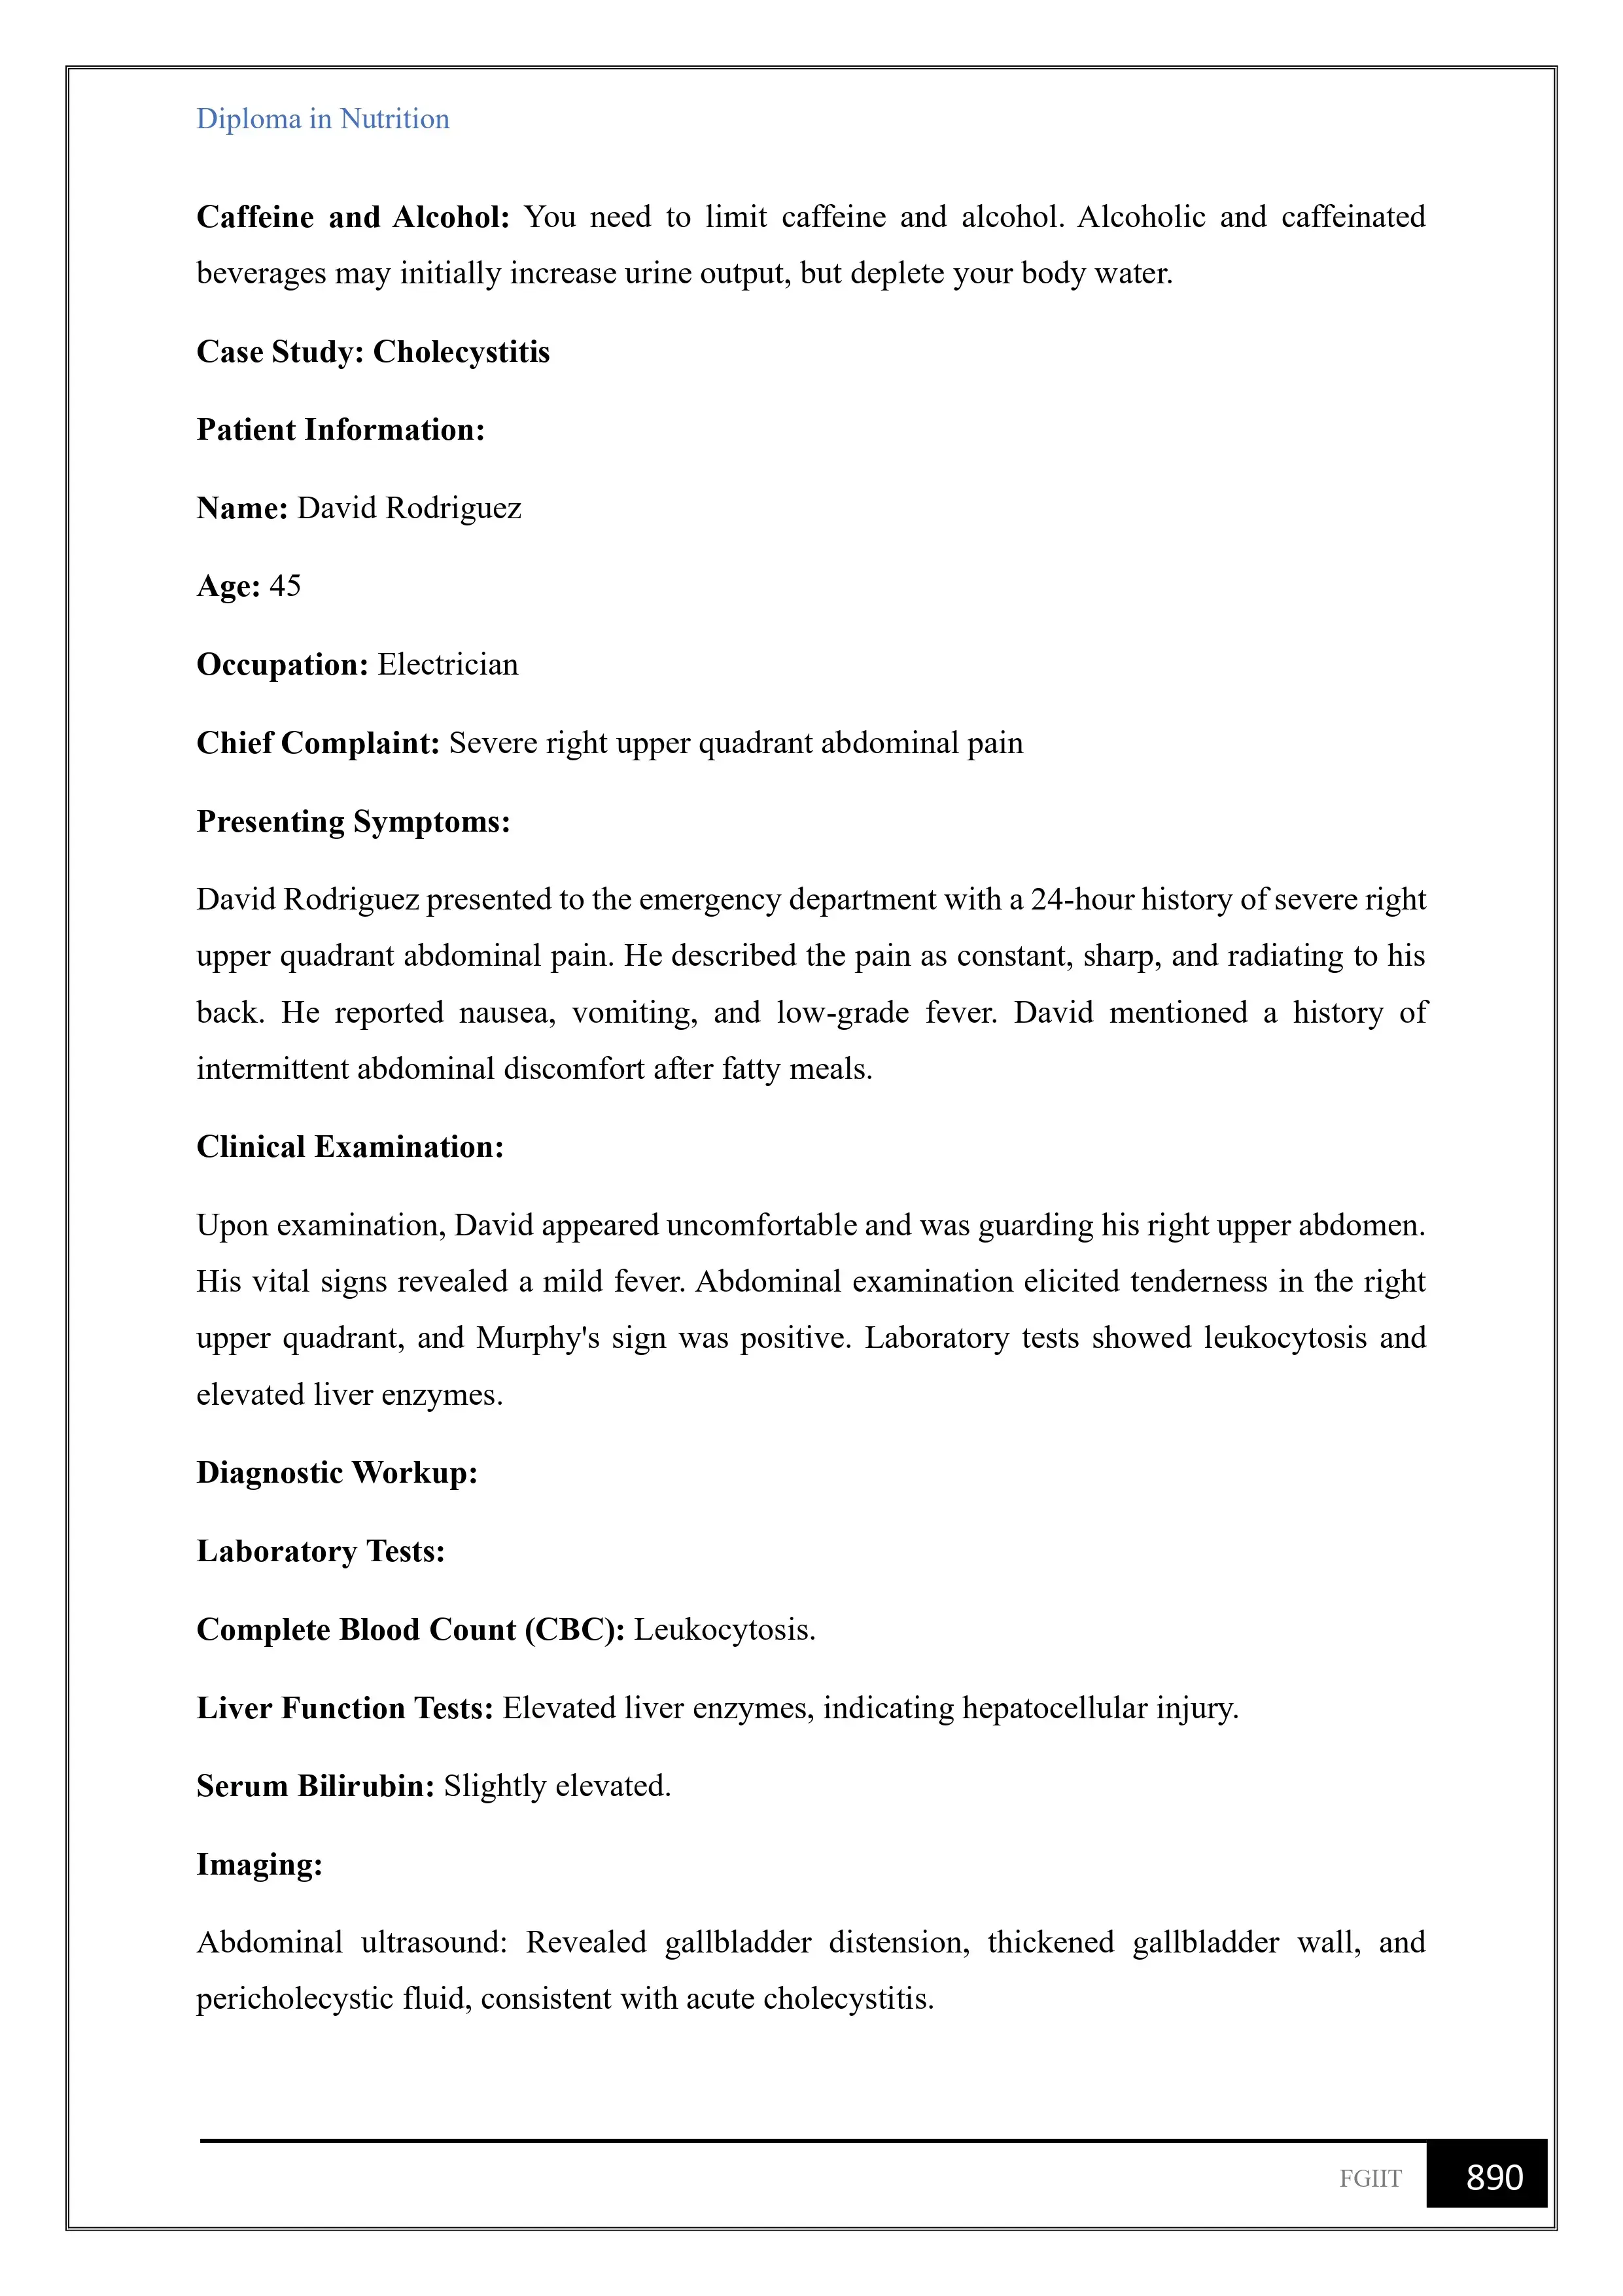 Diploma in Nutrition
Caffeine and Alcohol: You need to limit caffeine and alcohol. Alcoholic and caffeinated
beverages may initially increase urine output, but deplete your body water.
Case Study: Cholecystitis
Patient Information:
Name: David Rodriguez
Age: 45
Occupation: Electrician
Chief Complaint: Severe right upper quadrant abdominal pain
Presenting Symptoms:
David Rodriguez presented to the emergency department with a 24-hour history of severe right
upper quadrant abdominal pain. He described the pain as constant, sharp, and radiating to his
back. He reported nausea, vomiting, and low-grade fever. David mentioned a history of
intermittent abdominal discomfort after fatty meals.
Clinical Examination:
Upon examination, David appeared uncomfortable and was guarding his right upper abdomen.
His vital signs revealed a mild fever. Abdominal examination elicited tenderness in the right
upper quadrant, and Murphy's sign was positive. Laboratory tests showed leukocytosis and
elevated liver enzymes.
Diagnostic Workup:
Laboratory Tests:
Complete Blood Count (CBC): Leukocytosis.
Liver Function Tests: Elevated liver enzymes, indicating hepatocellular injury.
Serum Bilirubin: Slightly elevated.
Imaging:
Abdominal ultrasound: Revealed gallbladder distension, thickened gallbladder wall, and
pericholecystic fluid, consistent with acute cholecystitis.
FGIIT 890